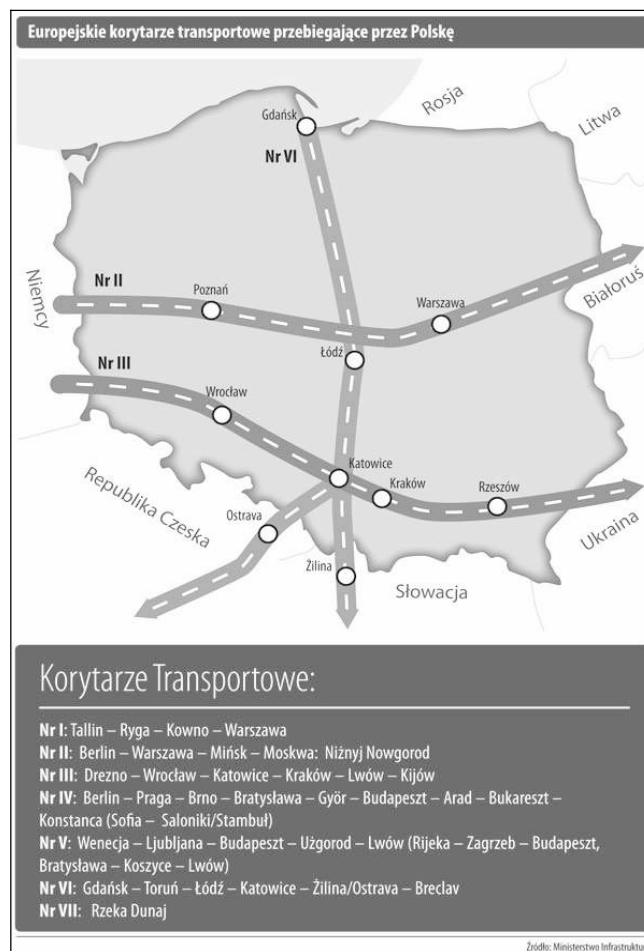 Europejskie korytarze transportowe przebiegające przez Polskę
Rosja
Litwa
Gdańsk
Nr VI
Niemcy
Nr II
Poznań
Warszawa
Białoruś
Łódź
Nr III
Wrocław
Katowice
Kraków
Rzeszów
Republika Czeska
Ostrava
Ukraina
Žilina
Słowacja
Korytarze Transportowe:
Nr I: Tallin – Ryga – Kowno – Warszawa
Nr II: Berlin – Warszawa – Mińsk – Moskwa: Niżnyj Nowgorod
Nr III: Drezno – Wrocław – Katowice – Kraków – Lwów – Kijów
Nr IV: Berlin – Praga – Brno – Bratysława – Györ – Budapeszt – Arad – Bukareszt –
Konstanca (Sofia – Saloniki/Stambuł)
Nr V: Wenecja – Ljubljana – Budapeszt – Użgorod – Lwów (Rijeka – Zagrzeb – Budapeszt,
Bratysława – Koszyce – Lwów)
Nr VI: Gdańsk – Toruń – Łódź – Katowice – Žilina/Ostrava – Breclav
Nr VII: Rzeka Dunaj
Źródło: Ministerstwo Infrastruktu